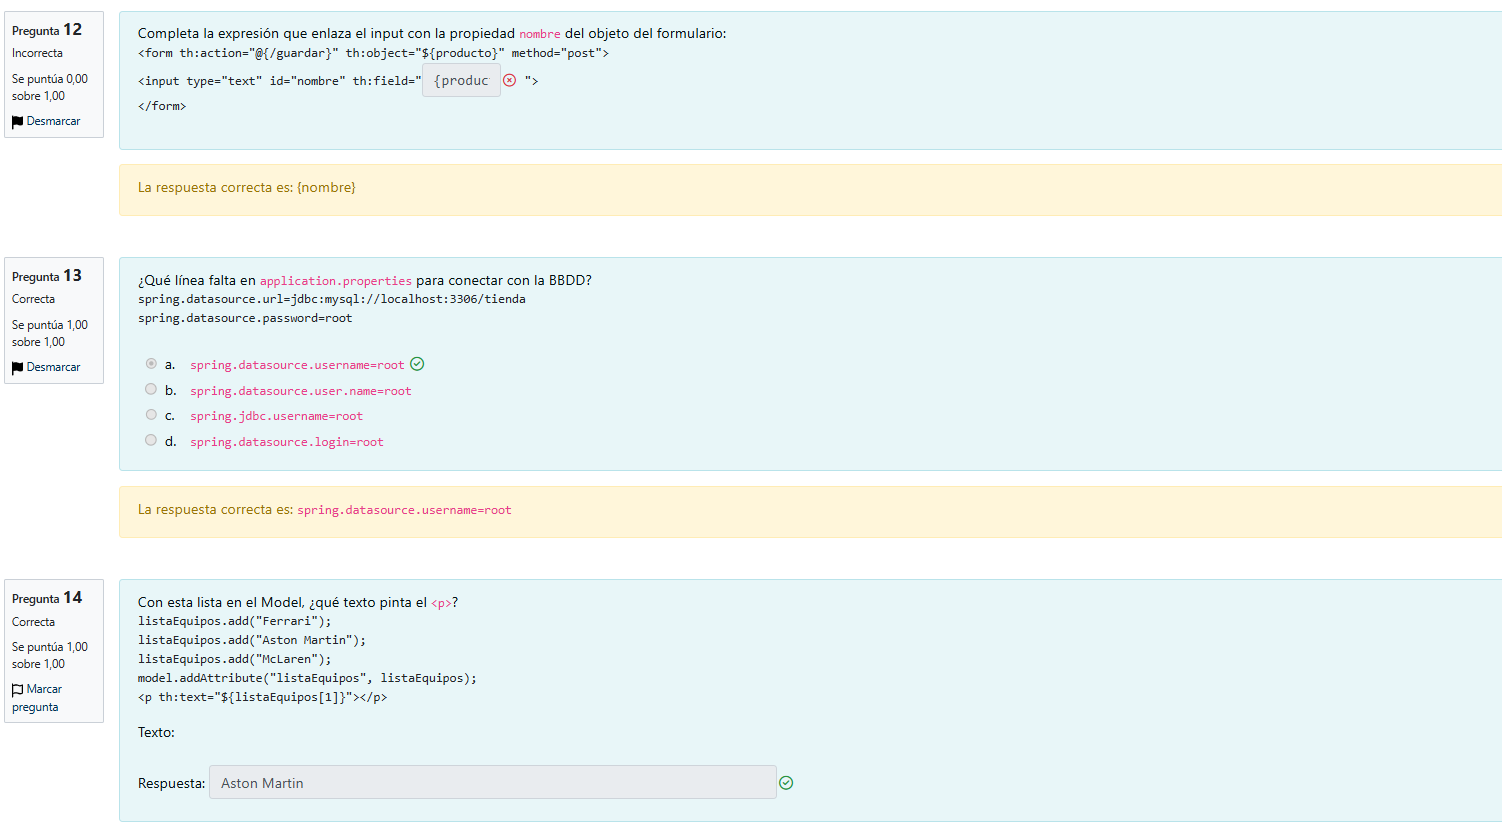 Pregunta 12
Incorrecta
Se puntúa 0,00
sobre 1,00
Desmarcar
Completa la expresión que enlaza el input con la propiedad nombre del objeto del formulario:
<form th:action="@{/guardar}" th:object="${producto}" method="post">
<input type="text" id="nombre" th:field=" {produc ">
</form>
La respuesta correcta es: {nombre}
Pregunta 13
Correcta
Se puntúa 1,00
sobre 1,00
Desmarcar
¿Qué línea falta en application.properties para conectar con la BBDD?
spring.datasource.url=jdbc:mysql://localhost:3306/tienda
spring.datasource.password=root
a. spring.datasource.username=root
b. spring.datasource.user.name=root
c. spring.jdbc.username=root
d. spring.datasource.login=root
La respuesta correcta es: spring.datasource.username=root
Pregunta 14
Correcta
Se puntúa 1,00
sobre 1,00
Marcar
pregunta
Con esta lista en el Model, ¿qué texto pinta el <p>?
listaEquipos.add("Ferrari");
listaEquipos.add("Aston Martin");
listaEquipos.add("McLaren");
model.addAttribute("listaEquipos", listaEquipos);
<p th:text="${listaEquipos[1]}"></p>
Texto:
Respuesta: Aston Martin